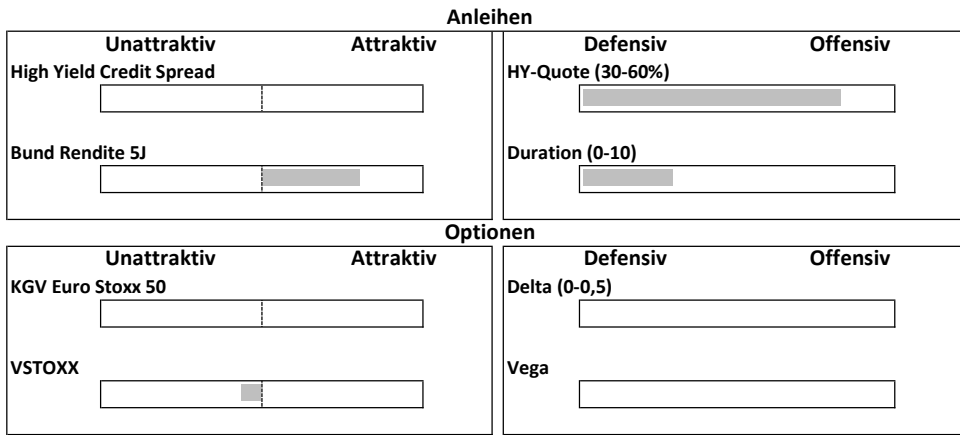 Anleihen
Unattraktiv Attraktiv
High Yield Credit Spread
Bund Rendite 5J
Defensiv Offensiv
HY-Quote (30-60%)
Duration (0-10)
Optionen
Unattraktiv Attraktiv
KGV Euro Stoxx 50
VSTOXX
Defensiv Offensiv
Delta (0-0,5)
Vega